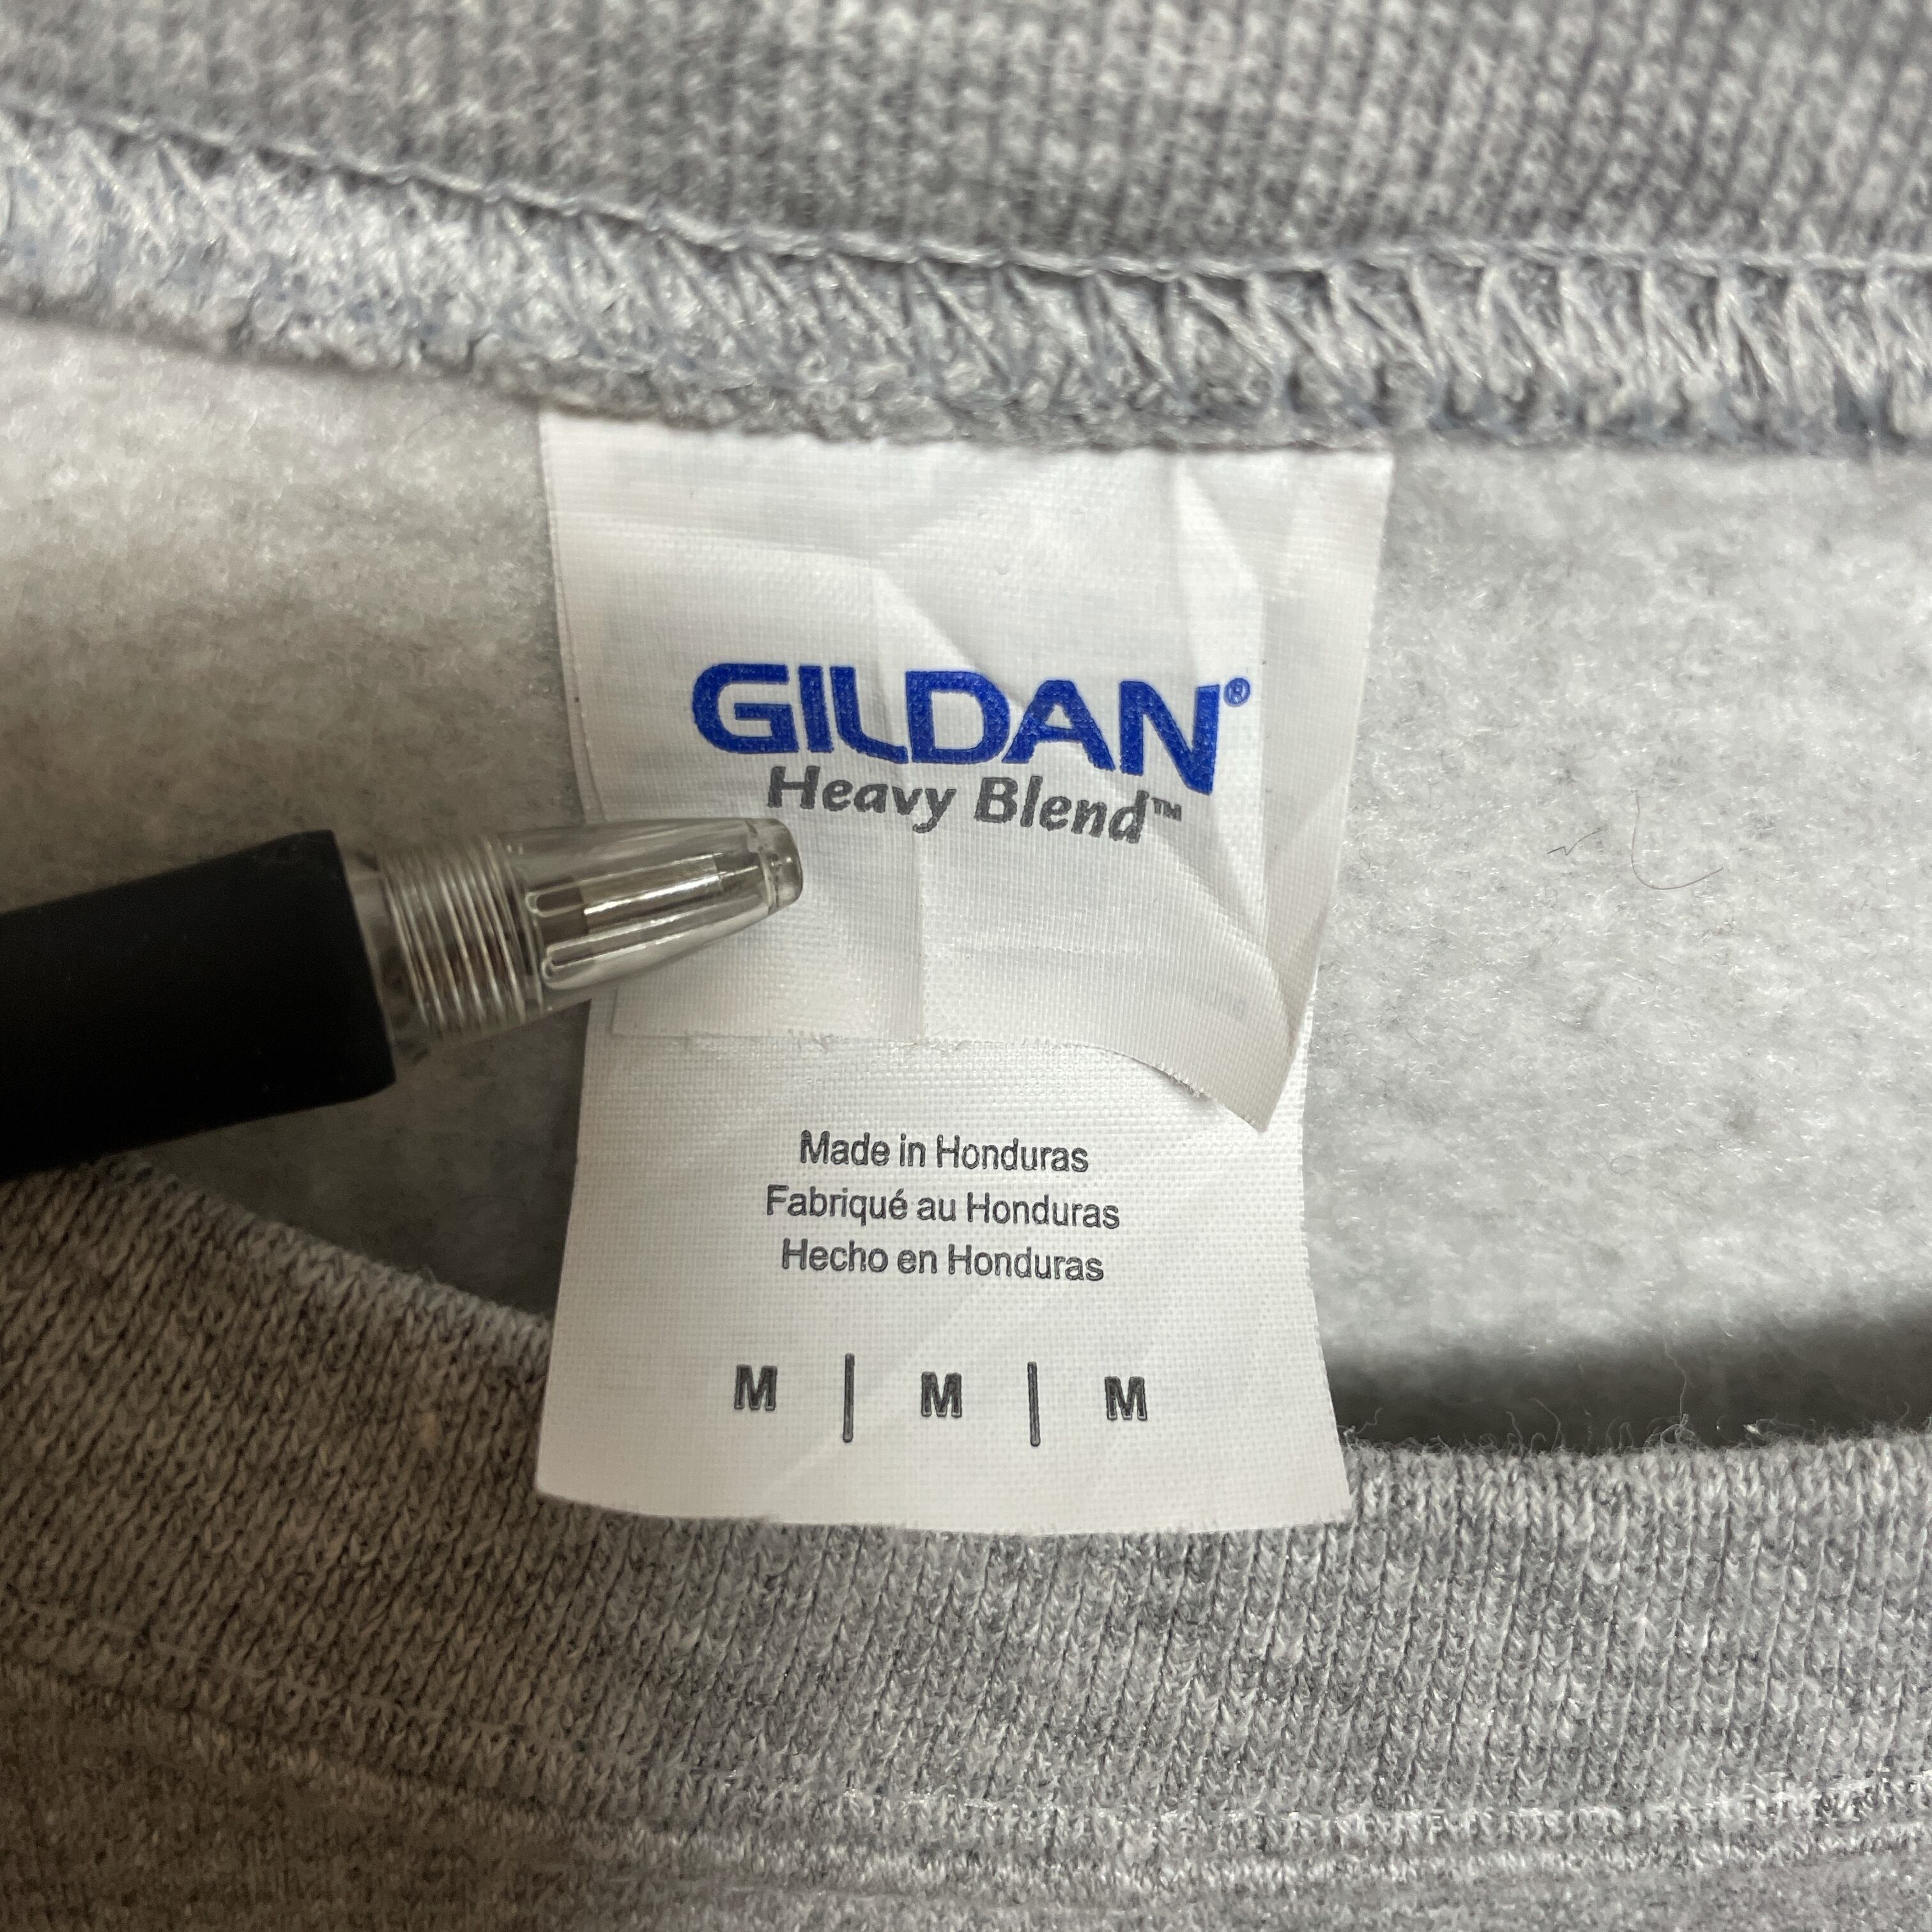 GILDAN®
Heavy Blend™
Made in Honduras
Fabriqué au Honduras
Hecho en Honduras
M | M | M